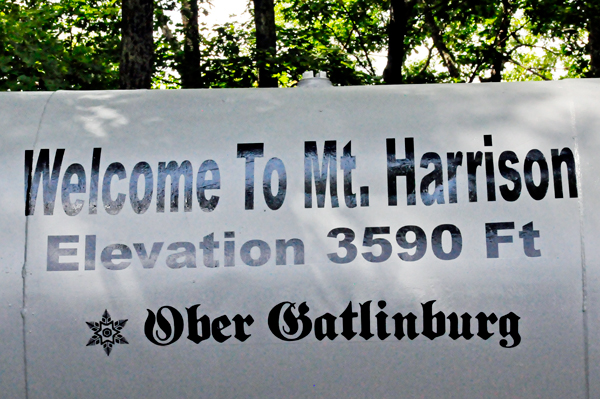 Welcome To Mt. Harrison
Elevation 3590 Ft
Ober Gatlinburg